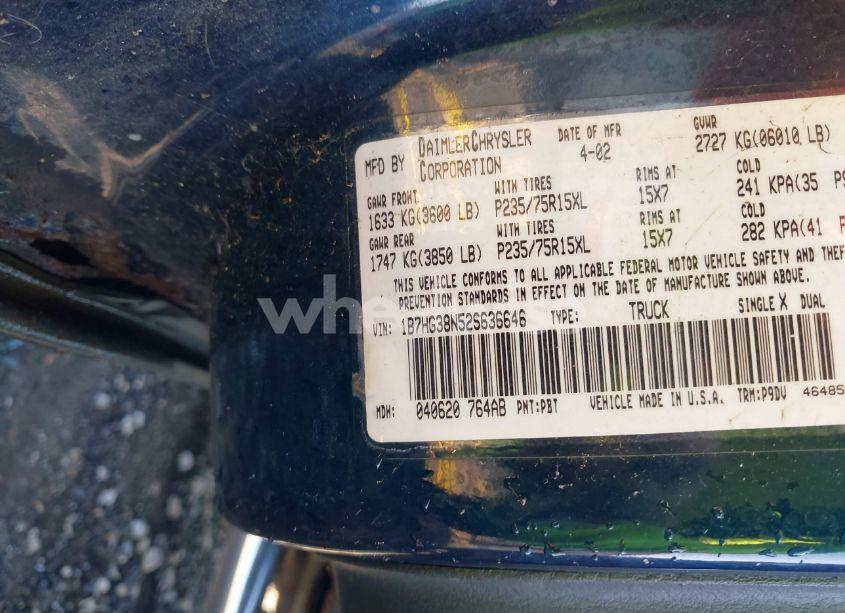 MFD BY DAIMLERCHRYSLER CORPORATION
DATE OF MFR 4-02
GVWR 2727 KG(06010 LB)
GAWR FRONT WITH TIRES RIMS AT COLD
1633 KG(3600 LB) P235/75R15XL 15X7 241 KPA(35
GAWR REAR WITH TIRES RIMS AT COLD
1747 KG(3850 LB) P235/75R15XL 15X7 282 KPA(41
THIS VEHICLE CONFORMS TO ALL APPLICABLE FEDERAL MOTOR VEHICLE SAFETY AND THEF
PREVENTION STANDARDS IN EFFECT ON THE DATE OF MANUFACTURE SHOWN ABOVE.
VIN: 1B7HG38N52S636646 TYPE: TRUCK SINGLE X DUAL
MDH: 040620 764AB PNT:PBT VEHICLE MADE IN U.S.A. TRM:P9DV 46485